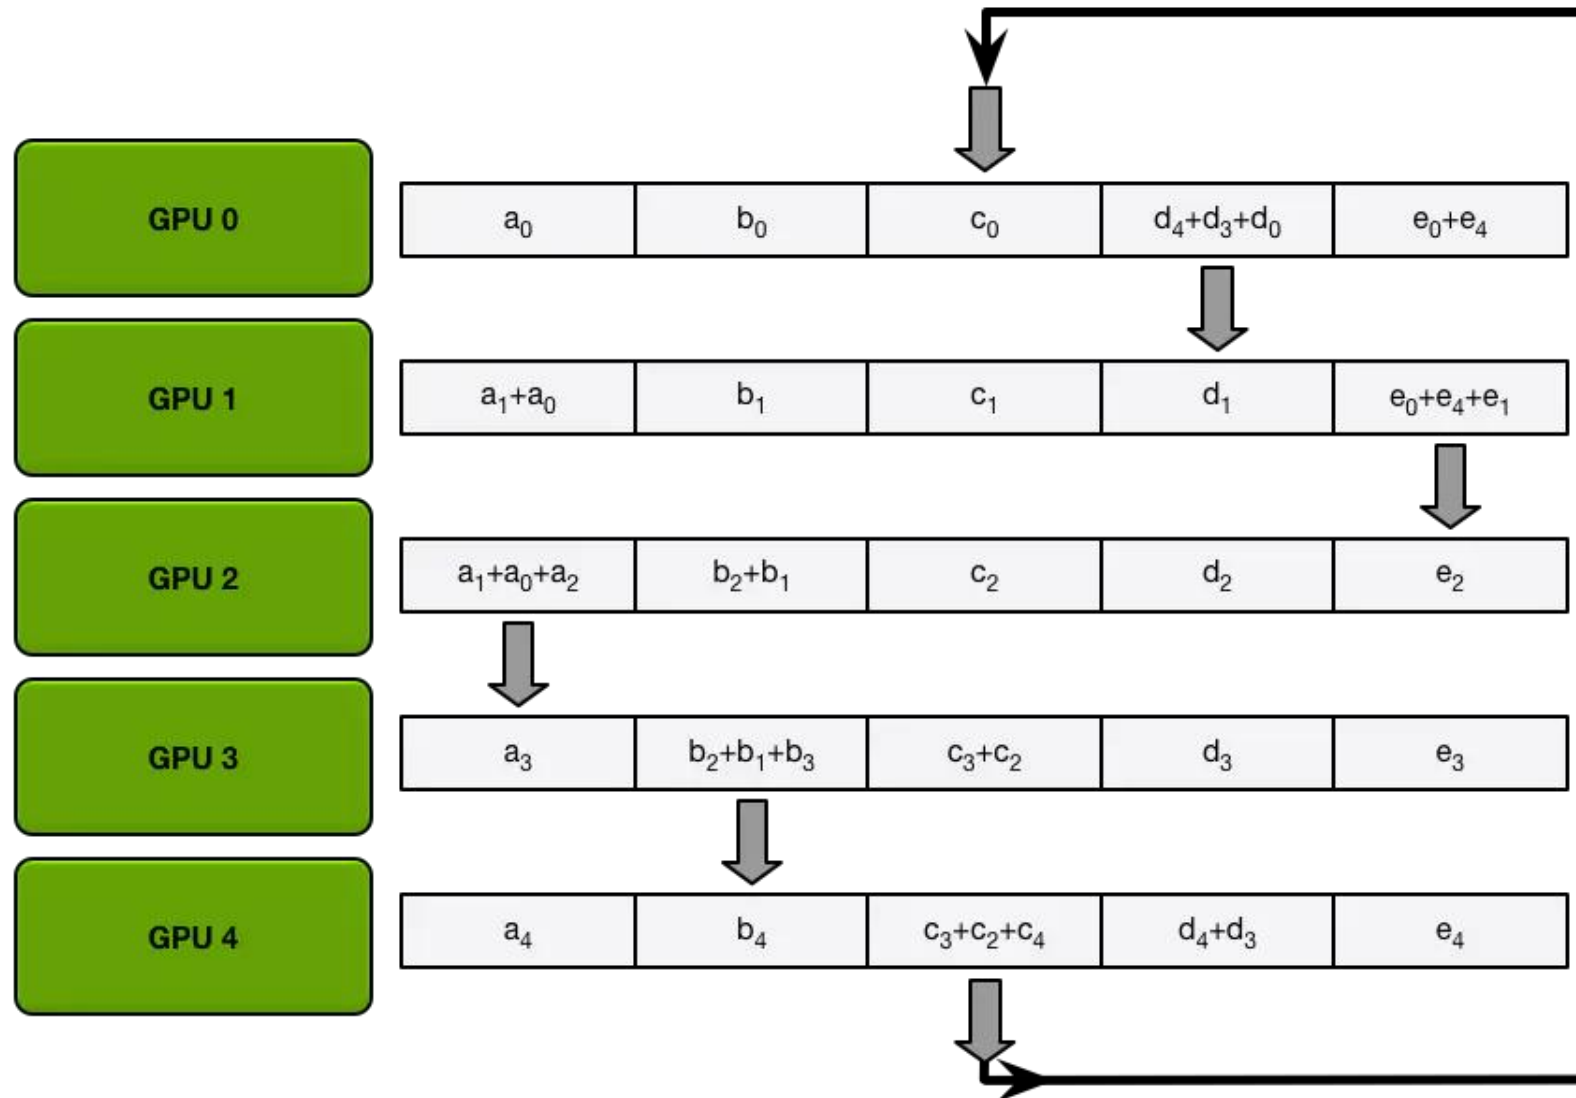 GPU 0 a₀ b₀ c₀ d₄+d₃+d₀ e₀+e₄
GPU 1 a₁+a₀ b₁ c₁ d₁ e₀+e₄+e₁
GPU 2 a₁+a₀+a₂ b₂+b₁ c₂ d₂ e₂
GPU 3 a₃ b₂+b₁+b₃ c₃+c₂ d₃ e₃
GPU 4 a₄ b₄ c₃+c₂+c₄ d₄+d₃ e₄